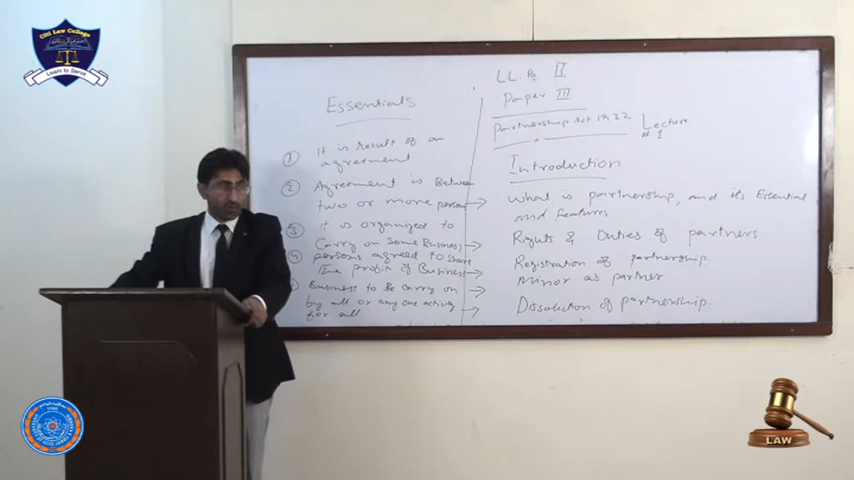 Citi Law College
Learn to Serve
LL.B II
Paper III
Partnership Act 1932
Lecture
# 1
Essentials
① It is result of an
agreement
② Agreement is Between
two or more person
③ It is organized to
Carry on Some Business
④ persons agreed to share
The profit of Business
Business to be carry on
by all or any one acting
for all
Introduction
→ What is partnership, and its Essential
and features
→ Rights & Duties of partners
Registration of partnership.
→ Minor as partner
→ Dissolution of partnership.
LAW